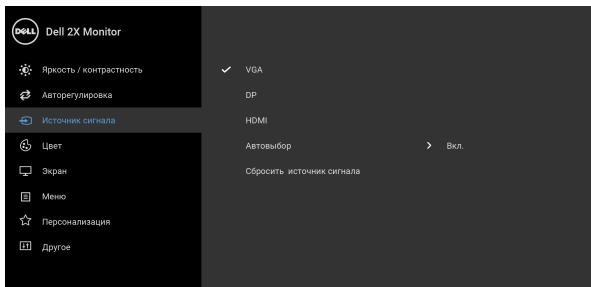 DELL Dell 2X Monitor
Яркость / контрастность VGA
Авторегулировка DP
Источник сигнала HDMI
Цвет Автовыбор Вкл.
Экран Сбросить источник сигнала
Меню
Персонализация
Другое